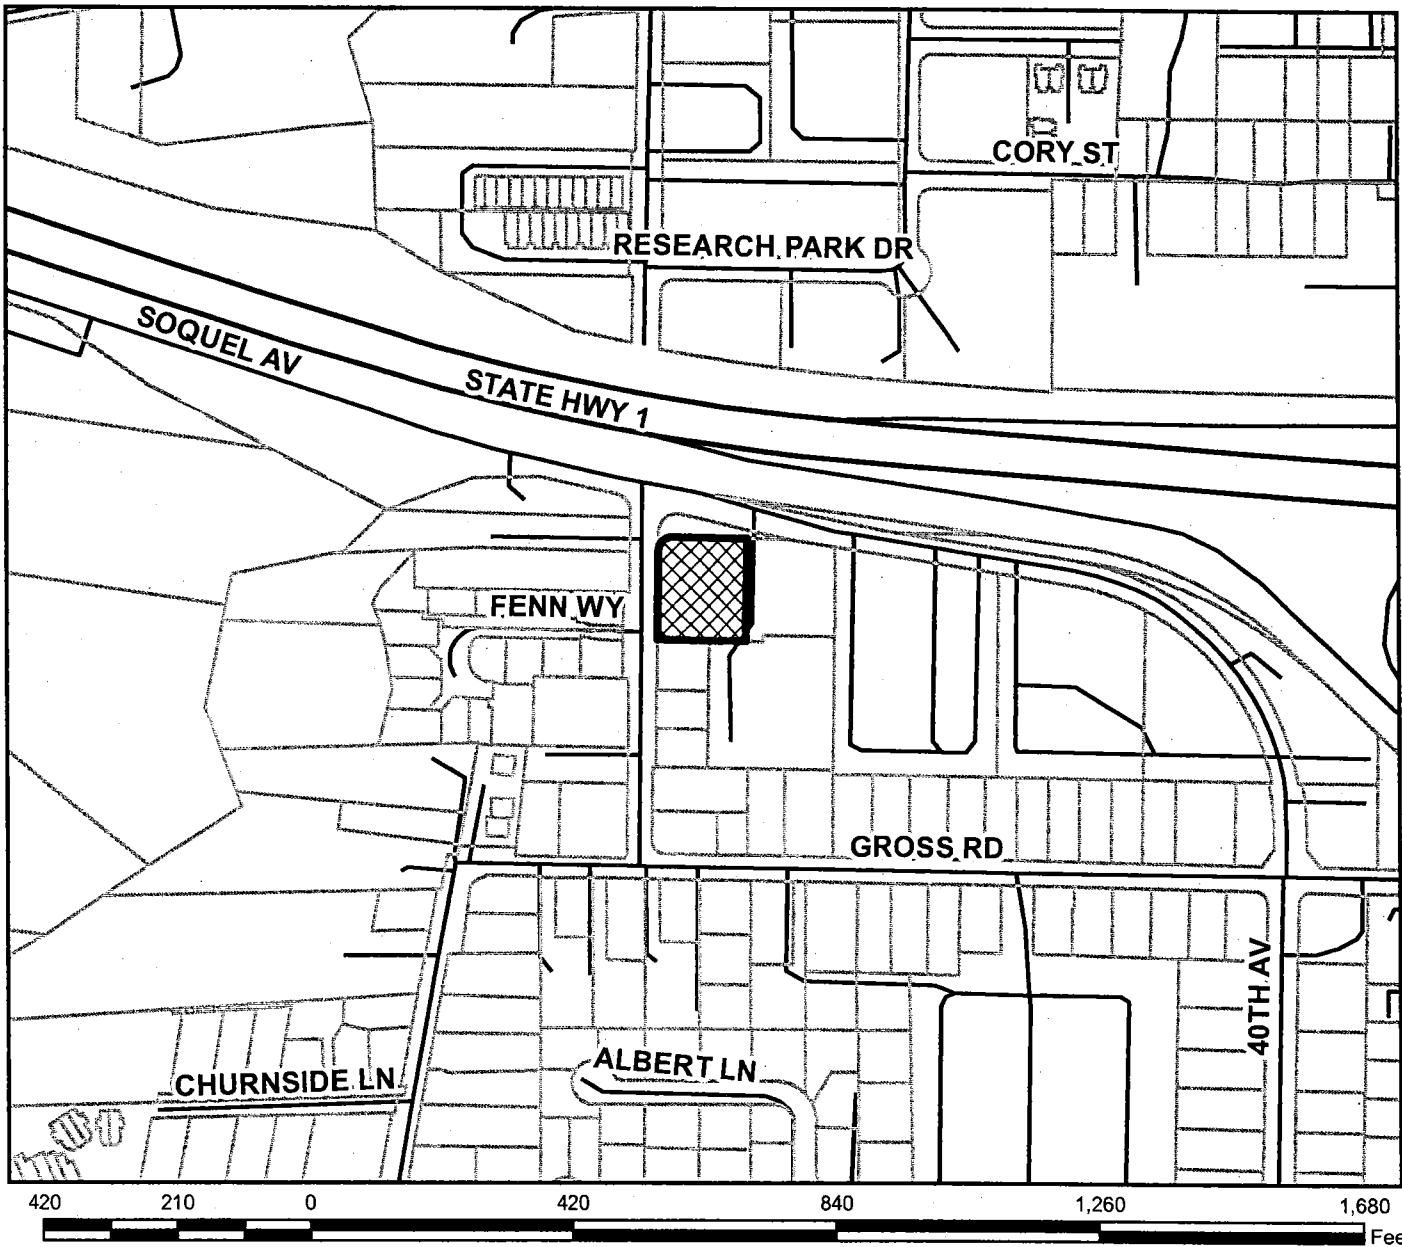 CORY ST
RESEARCH PARK DR
SOQUEL AV
STATE HWY 1
FENN WY
GROSS RD
40TH AV
ALBERT LN
CHURNSIDE LN
420 210 0 420 840 1,260 1,680
Fee